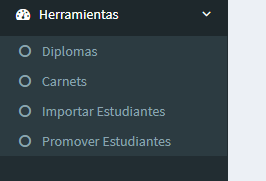 Herramientas
Diplomas
Carnets
Importar Estudiantes
Promover Estudiantes